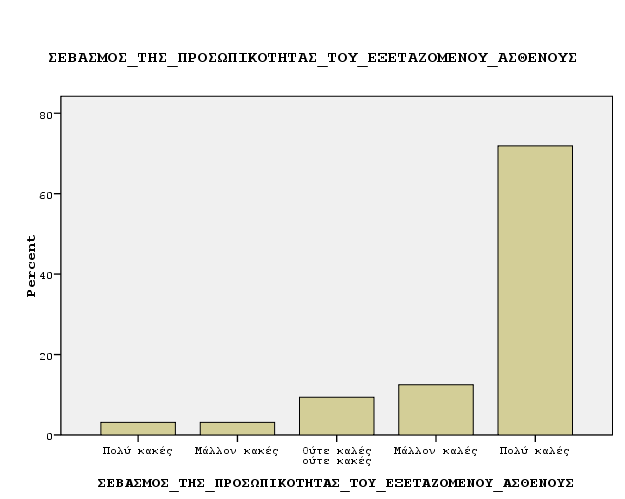 ΣΕΒΑΣΜΟΣ_ΤΗΣ_ΠΡΟΣΩΠΙΚΟΤΗΤΑΣ_ΤΟΥ_ΕΞΕΤΑΖΟΜΕΝΟΥ_ΑΣΘΕΝΟΥΣ
80
60
40
20
0
Percent
Πολύ κακές
Μάλλον κακές
Ούτε καλές
ούτε κακές
Μάλλον καλές
Πολύ καλές
ΣΕΒΑΣΜΟΣ_ΤΗΣ_ΠΡΟΣΩΠΙΚΟΤΗΤΑΣ_ΤΟΥ_ΕΞΕΤΑΖΟΜΕΝΟΥ_ΑΣΘΕΝΟΥΣ